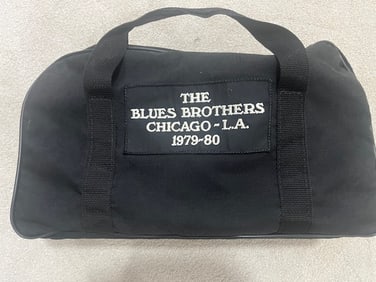 THE
BLUES BROTHERS
CHICAGO-L.A.
1979-80